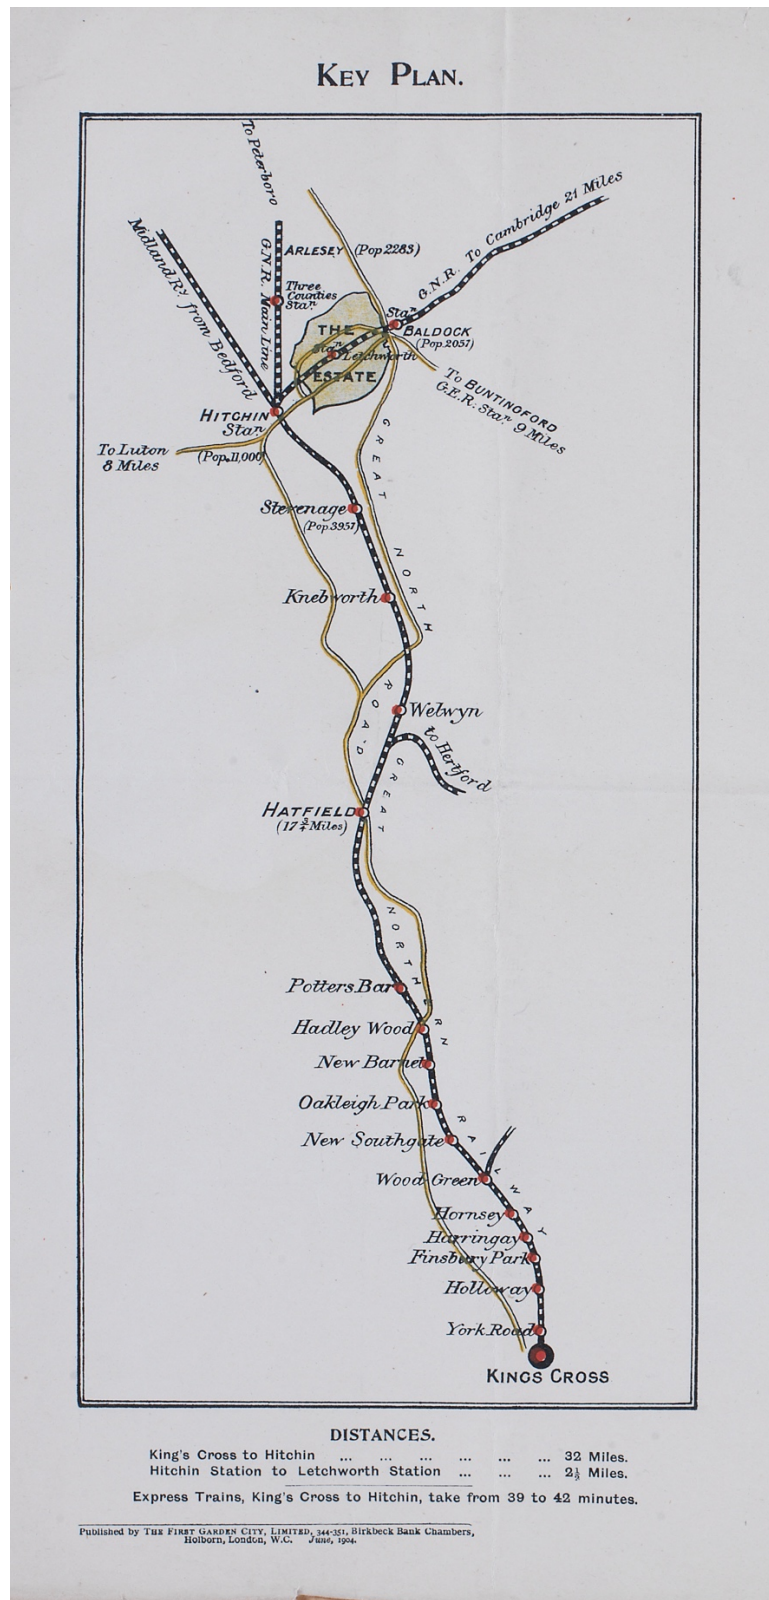 KEY PLAN.
To Peterboro
Midland Ry. from Bedford
G.N.R. Main Line
ARLESEY (Pop 2283)
G.N.R. To Cambridge 21 Miles
Three
Counties
Stan.
Stan.
BALDOCK
(Pop. 2057)
THE
Stan.
Letchworth
ESTATE
To BUNTINGFORD
G.E.R. Stan. 9 Miles
HITCHIN
Stan.
(Pop. 11,000)
To Luton
8 Miles
GREAT NORTH ROAD
Stevenage
(Pop. 3957)
Knebworth
Welwyn
to Hertford
HATFIELD
(17¾ Miles)
GREAT NORTHERN RAILWAY
Potters Bar
Hadley Wood
New Barnet
Oakleigh Park
New Southgate
Wood Green
Hornsey
Harringay
Finsbury Park
Holloway
York Road
KINGS CROSS
DISTANCES.
King's Cross to Hitchin ... ... ... ... ... ... 32 Miles.
Hitchin Station to Letchworth Station ... ... ... 2½ Miles.
Express Trains, King's Cross to Hitchin, take from 39 to 42 minutes.
Published by THE FIRST GARDEN CITY, LIMITED, 344-351, Birkbeck Bank Chambers,
Holborn, London, W.C. June, 1904.